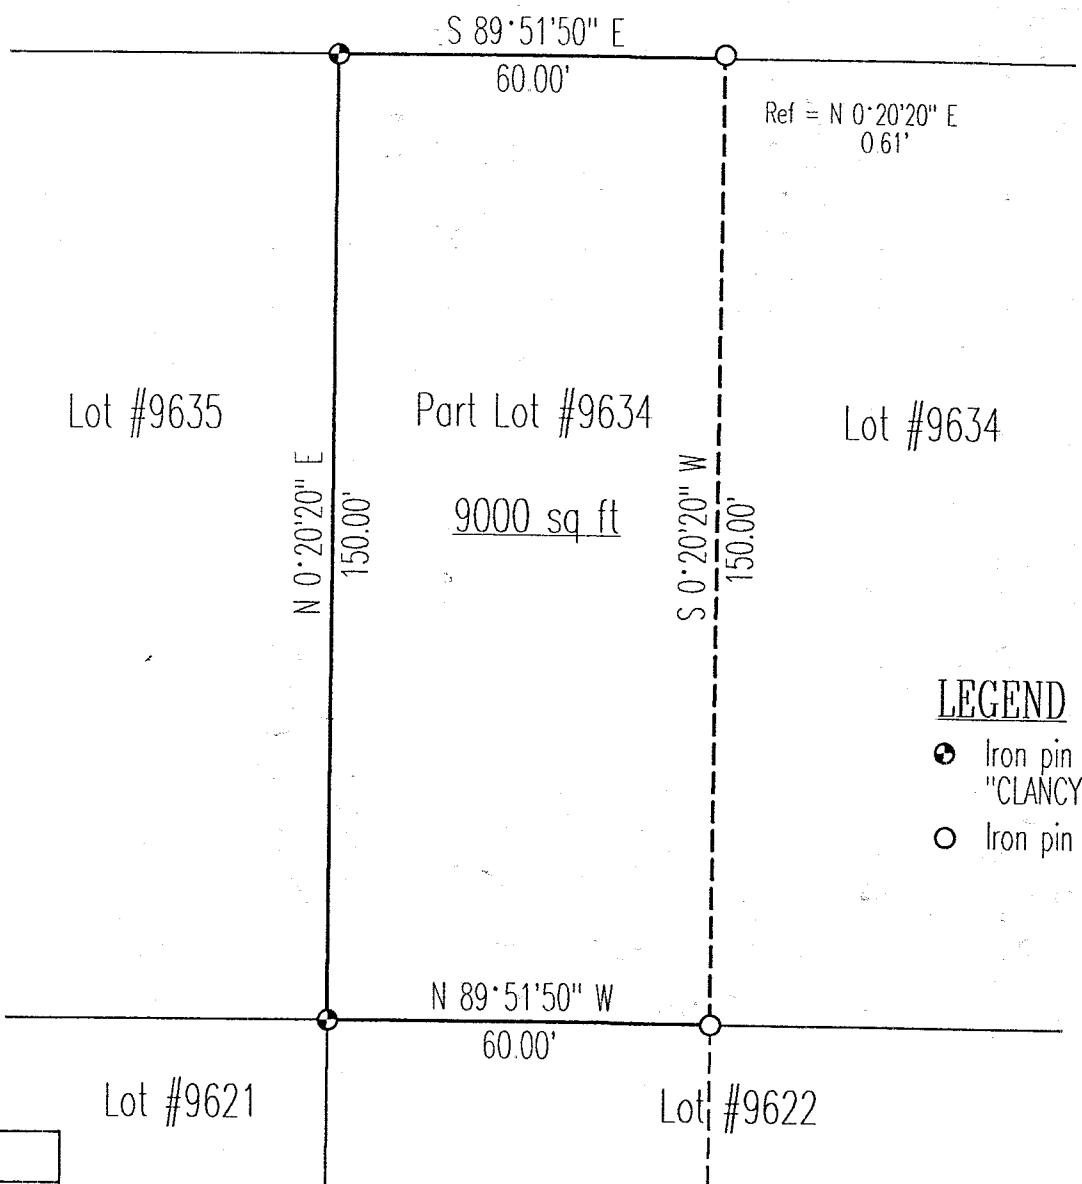 S 89°51'50" E
60.00'
Ref = N 0°20'20" E
0.61'
Lot #9635
Part Lot #9634
Lot #9634
9000 sq ft
N 0°20'20" E
150.00'
S 0°20'20" W
150.00'
LEGEND
Iron pin
"CLANCY
Iron pin
N 89°51'50" W
60.00'
Lot #9621
Lot #9622